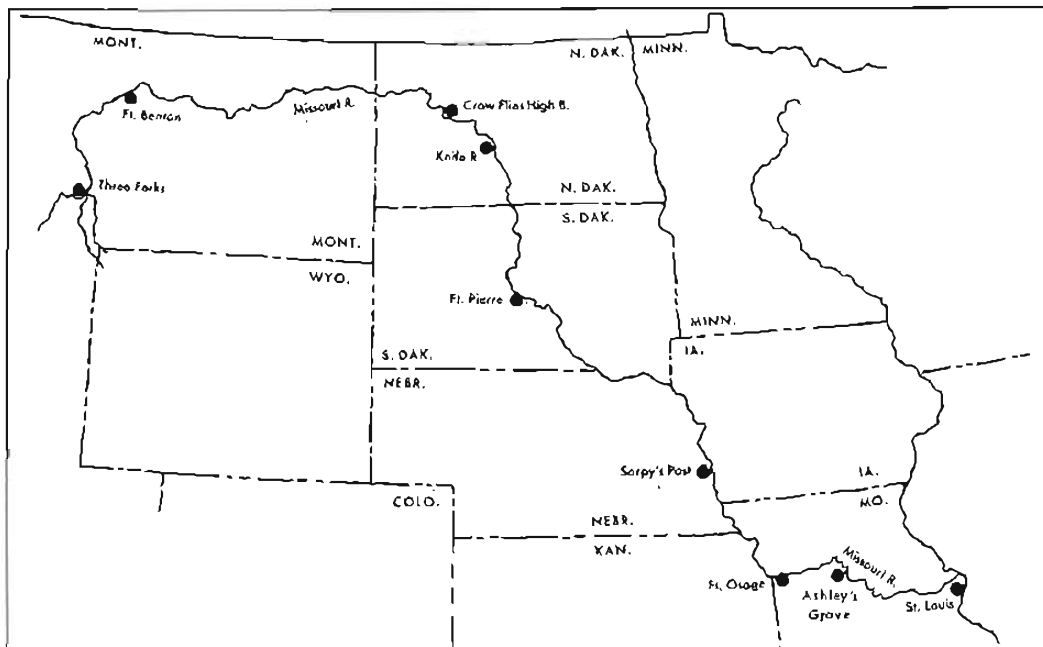 MONT.
N. DAK.
MINN.
Ft. Benton
Missouri R.
Crow Flies High B.
Knife R.
Three Forks
N. DAK.
S. DAK.
MONT.
WYO.
Ft. Pierre
MINN.
IA.
S. DAK.
NEBR.
Sarpy's Post
IA.
MO.
COLO.
NEBR.
KAN.
Missouri R.
Ft. Osage
Ashley's
Grove
St. Louis